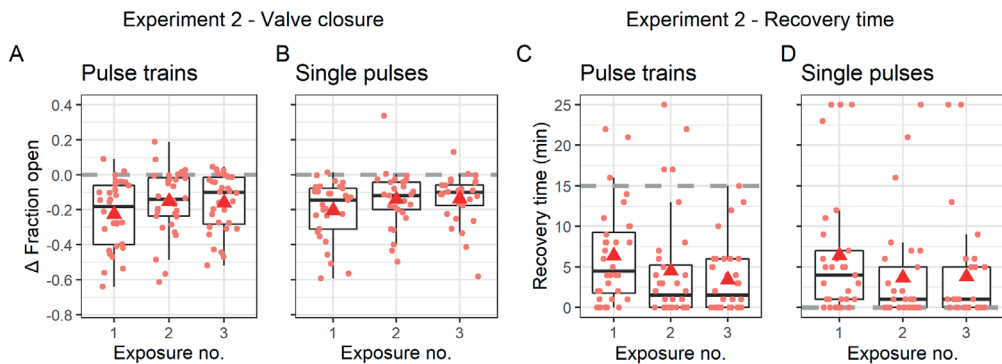 Experiment 2 - Valve closure
Experiment 2 - Recovery time
A
Pulse trains
B
Single pulses
C
Pulse trains
D
Single pulses
Δ Fraction open
0.4
0.2
0.0
-0.2
-0.4
-0.6
-0.8
1 2 3
Exposure no.
1 2 3
Exposure no.
Recovery time (min)
25
20
15
10
5
0
1 2 3
Exposure no.
1 2 3
Exposure no.